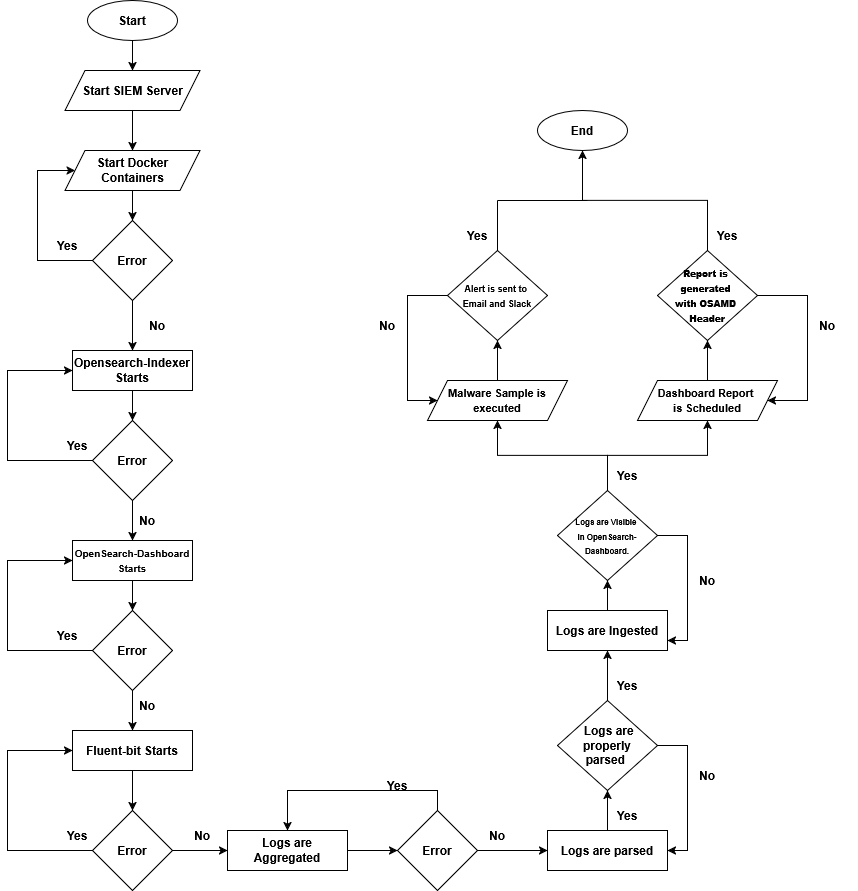 Start
Start SIEM Server
Start Docker
Containers
Yes
Error
No
Opensearch-Indexer
Starts
Yes
Error
No
OpenSearch-Dashboard
Starts
Yes
Error
No
Fluent-bit Starts
Yes
Error
No
Logs are
Aggregated
Yes
Error
No
Logs are parsed
Yes
Logs are
properly
parsed
No
Yes
Logs are Ingested
Logs are Visible
in OpenSearch-
Dashboard.
No
Yes
Malware Sample is
executed
Alert is sent to
Email and Slack
No
Yes
Dashboard Report
is Scheduled
Report is
generated
with OSAMD
Header
No
Yes
End